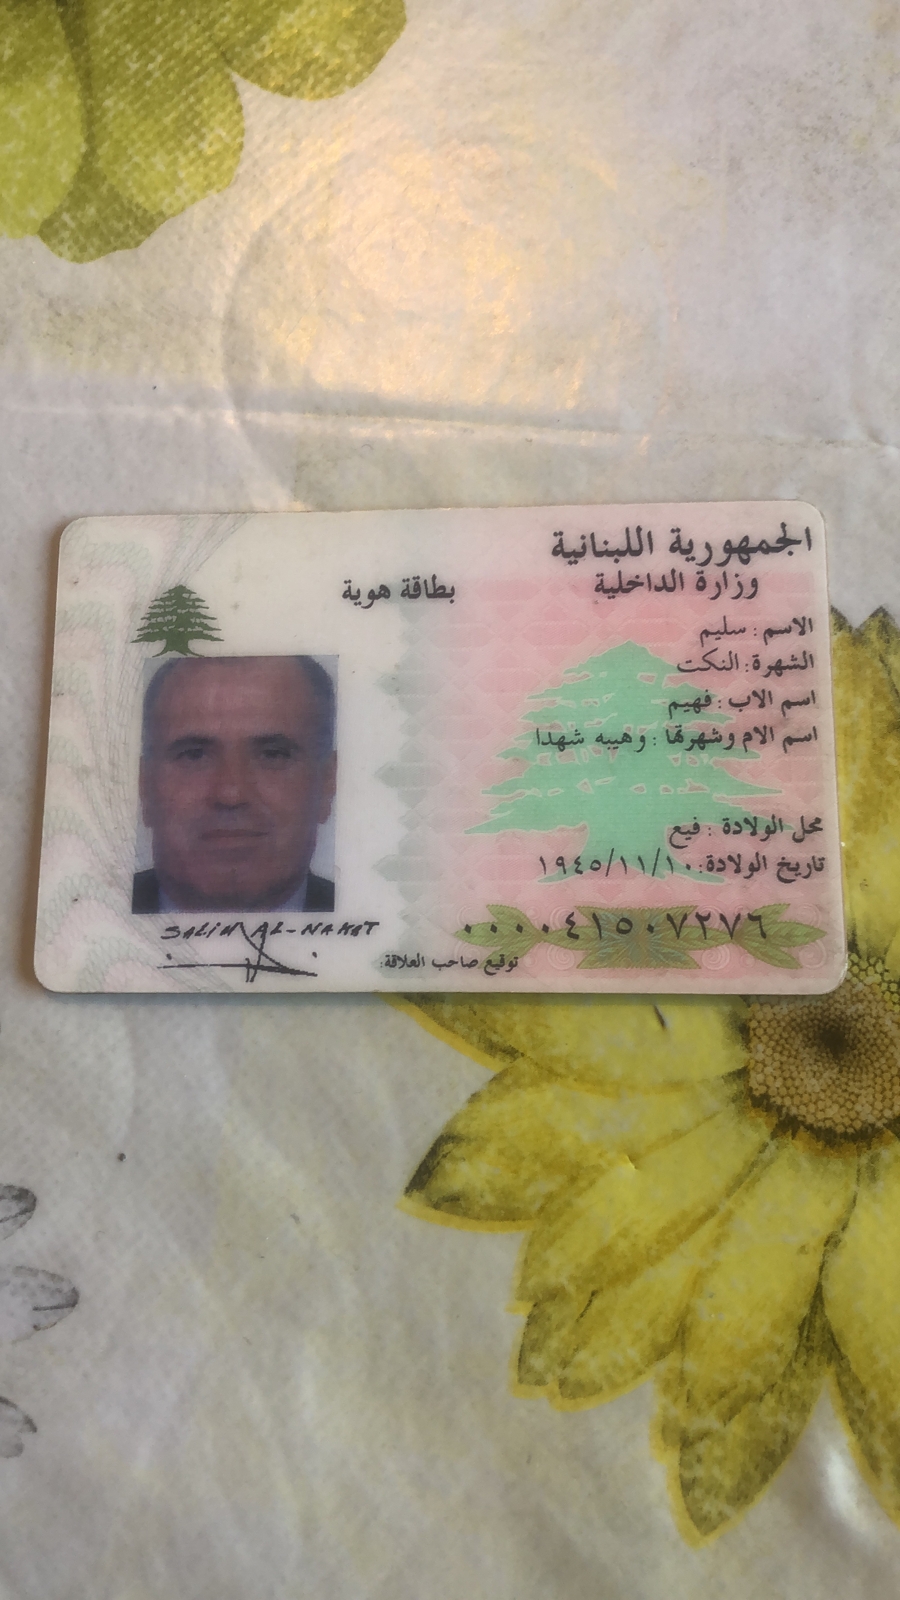 الجمهورية اللبنانية
وزارة الداخلية
بطاقة هوية
الاسم : سليم
الشهرة: النكت
اسم الاب : فهيم
اسم الام وشهرتها : وهيبه شهدا
محل الولادة : فيع
تاريخ الولادة: ١٩٤٥/١١/١٠
٠٠٠٠٤١٥٠٧٢٧٦
SALIM AL-NAKAT
توقيع صاحب العلاقة: